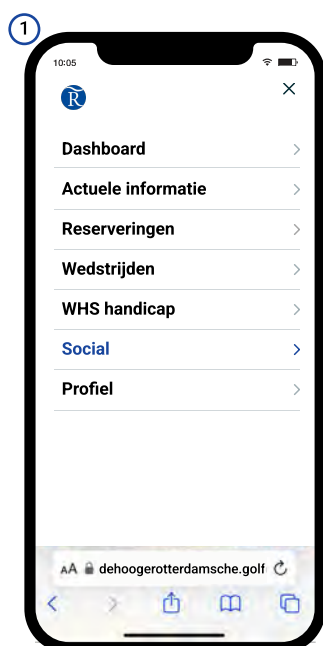 1
10:05
R
Dashboard
Actuele informatie
Reserveringen
Wedstrijden
WHS handicap
Social
Profiel
AA dehoogerotterdamsche.golf